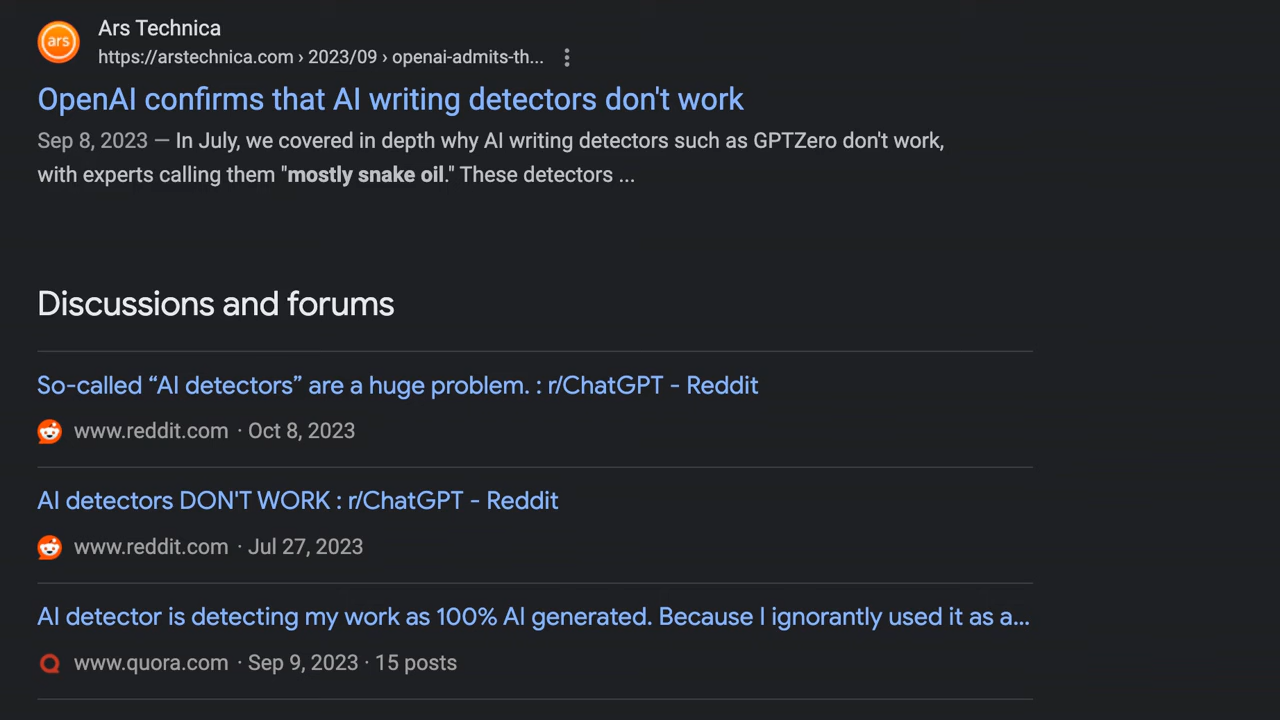 ars
Ars Technica
https://arstechnica.com › 2023/09 › openai-admits-th...
OpenAI confirms that AI writing detectors don't work
Sep 8, 2023 — In July, we covered in depth why AI writing detectors such as GPTZero don't work,
with experts calling them "mostly snake oil." These detectors ...
Discussions and forums
So-called “AI detectors” are a huge problem. : r/ChatGPT - Reddit
www.reddit.com · Oct 8, 2023
AI detectors DON'T WORK : r/ChatGPT - Reddit
www.reddit.com · Jul 27, 2023
AI detector is detecting my work as 100% AI generated. Because I ignorantly used it as a...
www.quora.com · Sep 9, 2023 · 15 posts